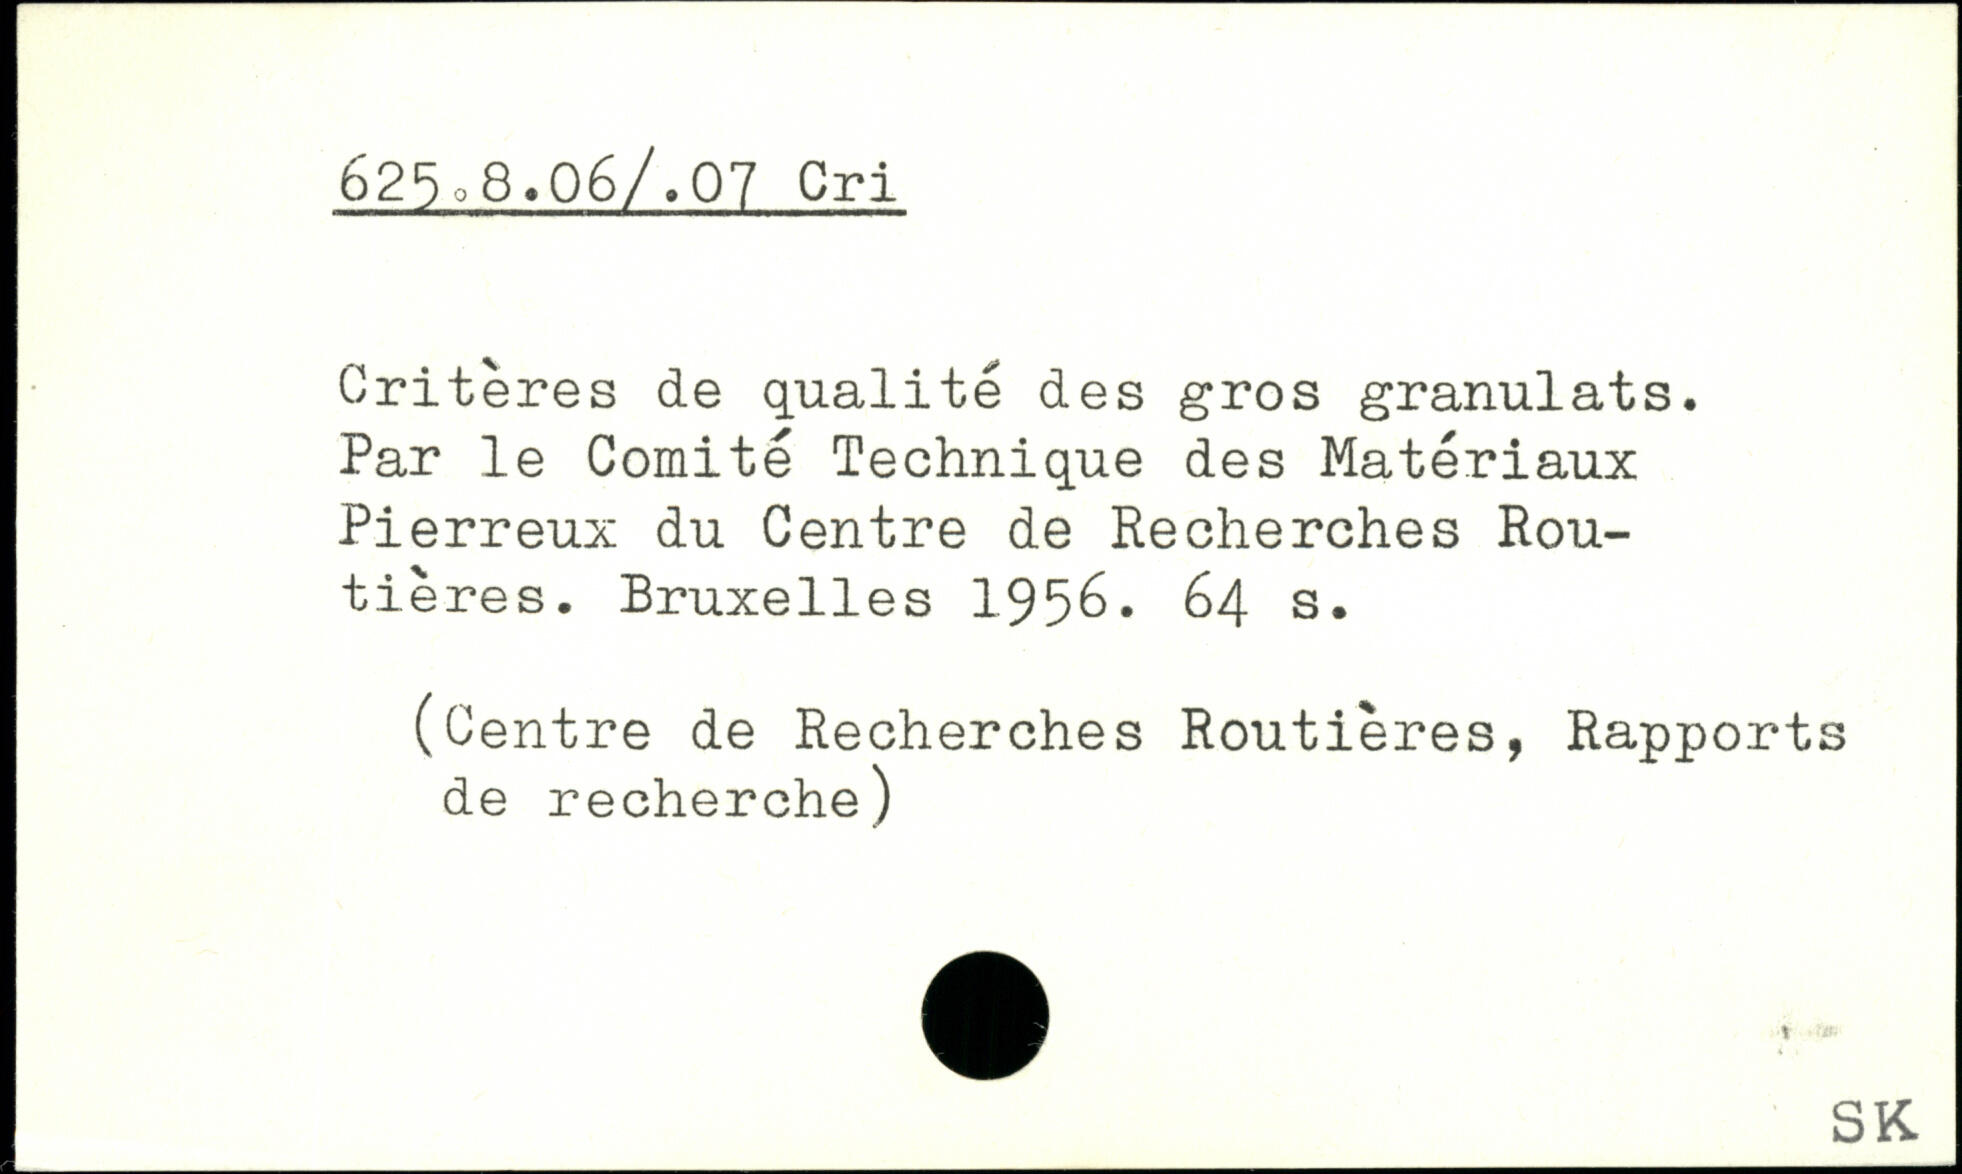 625.8.06/.07 Cri
Critères de qualité des gros granulats.
Par le Comité Technique des Matériaux
Pierreux du Centre de Recherches Rou-
tières. Bruxelles 1956. 64 s.
(Centre de Recherches Routières, Rapports
de recherche)
SK